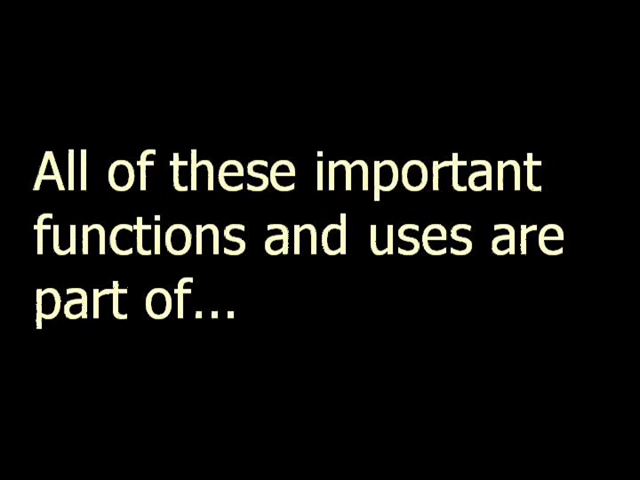 All of these important
functions and uses are
part of...